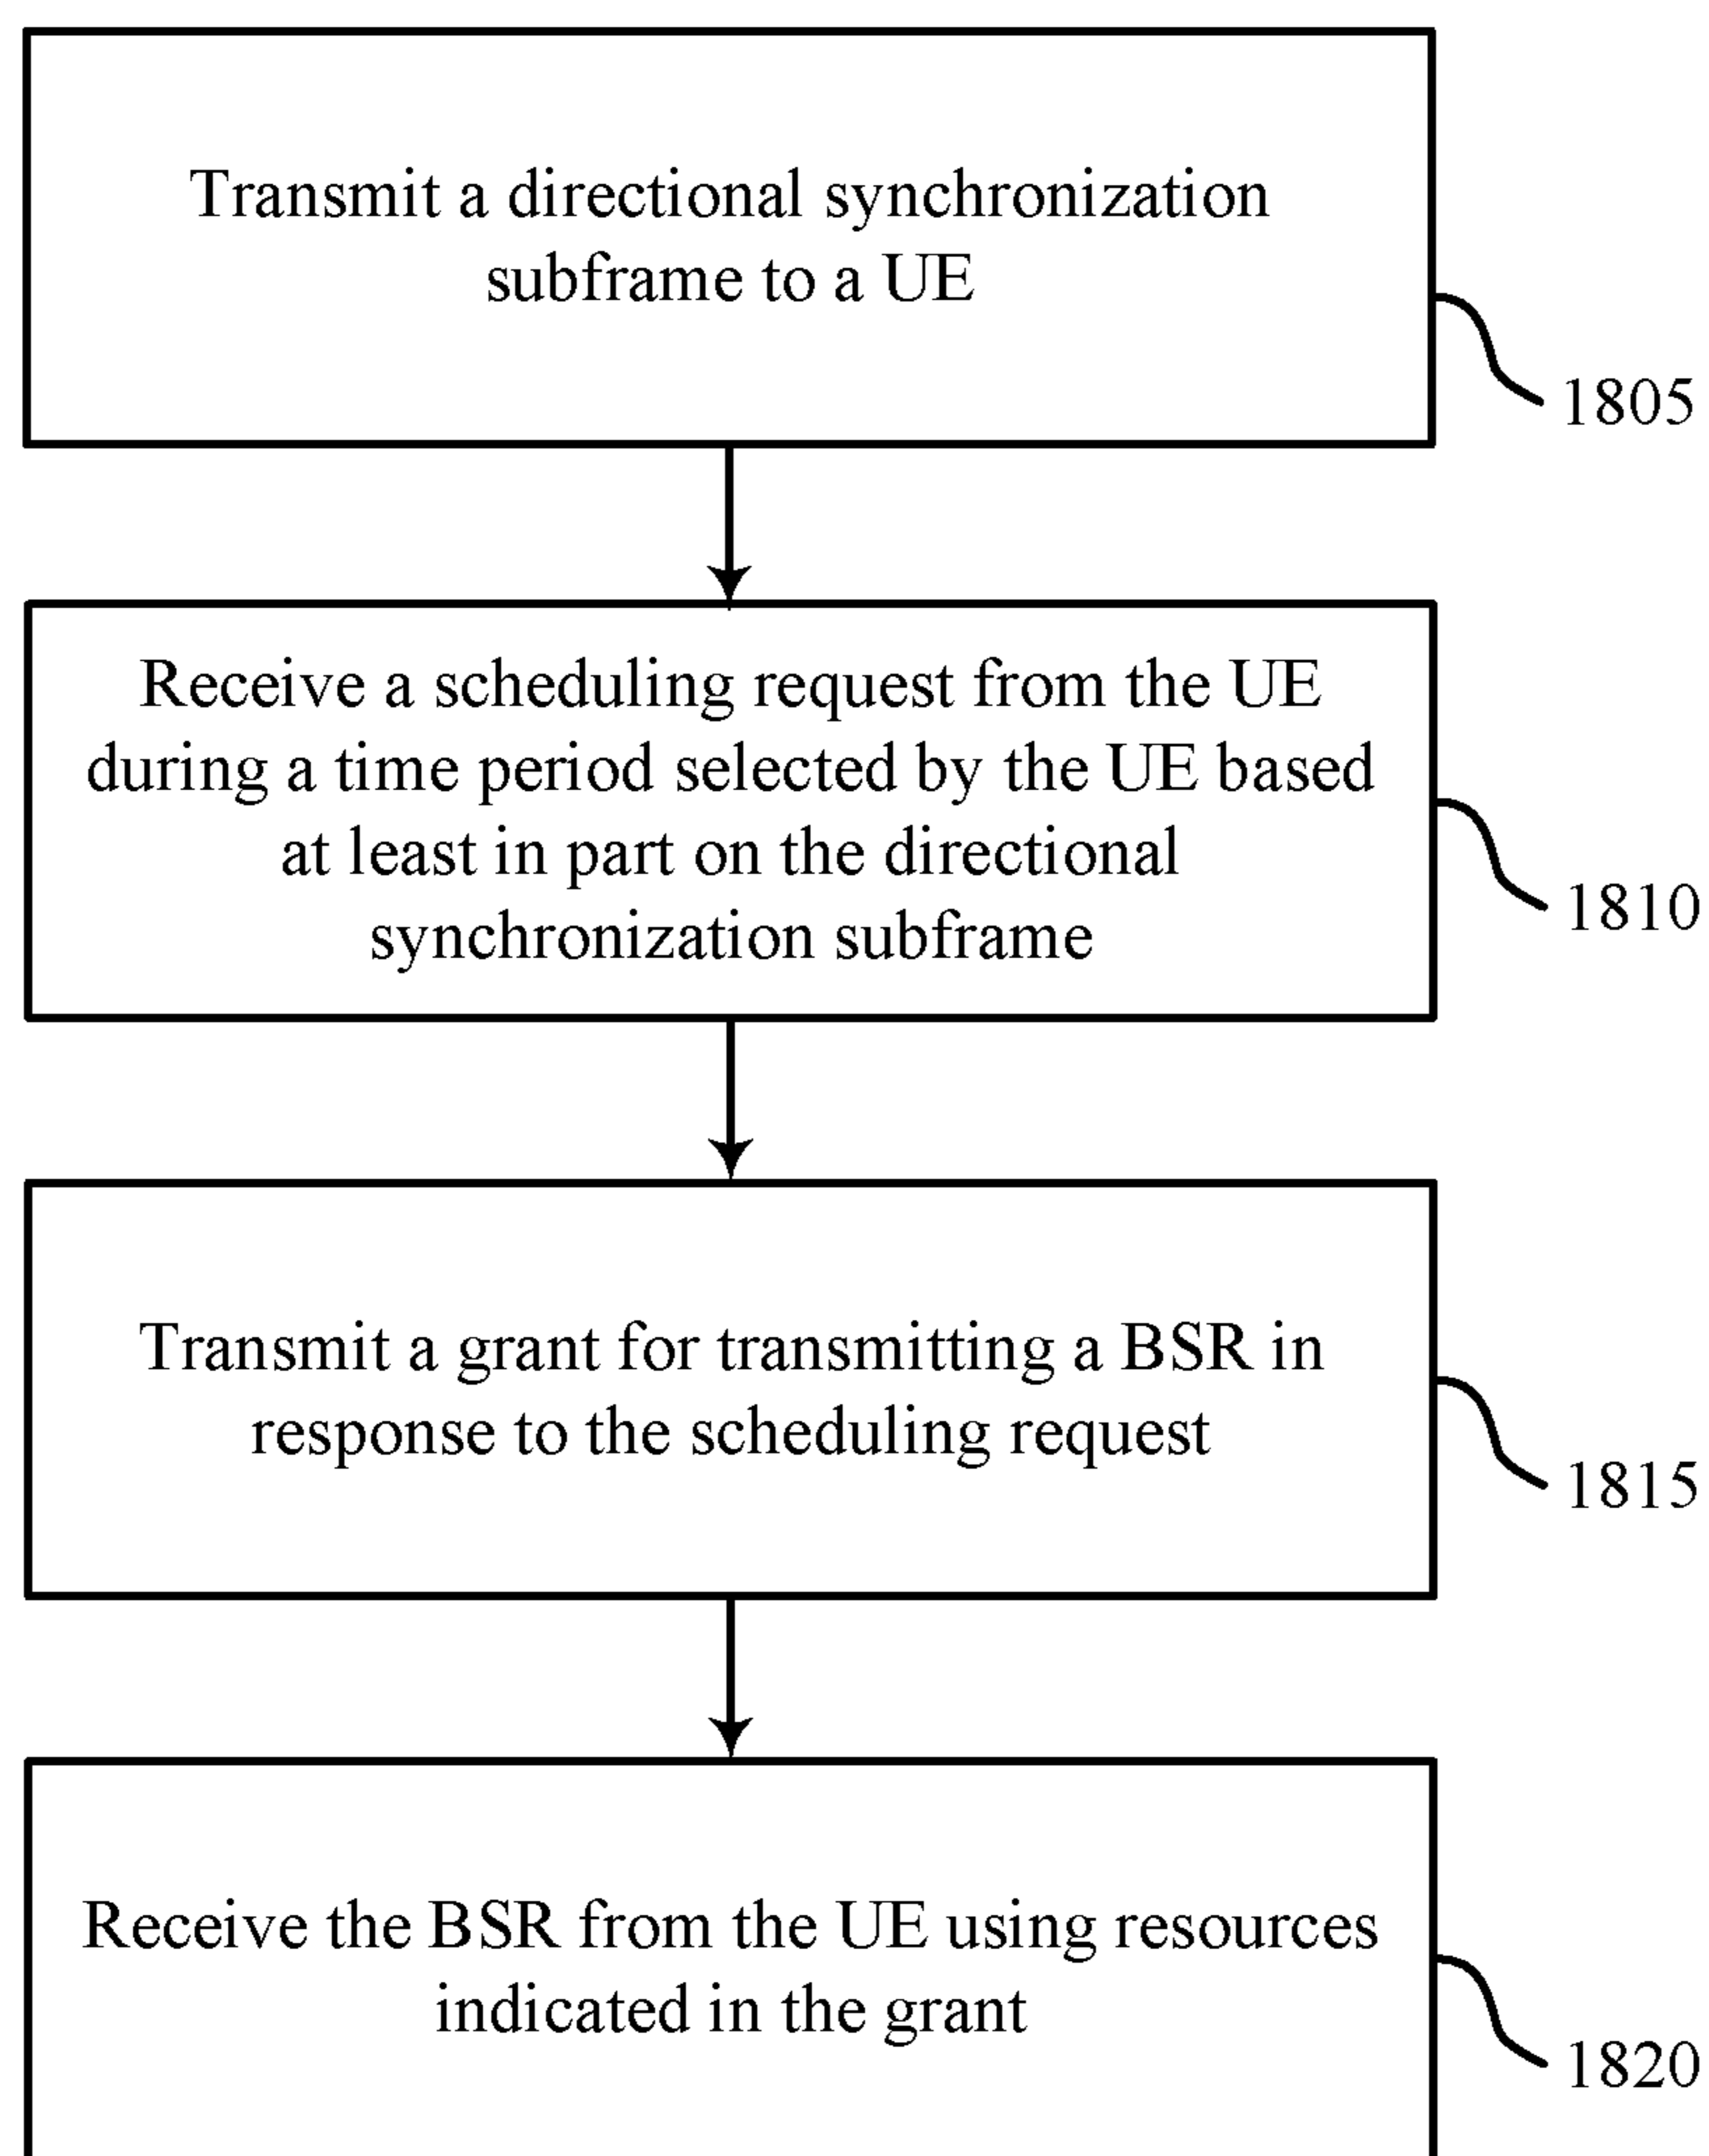 Transmit a directional synchronization
subframe to a UE
1805
Receive a scheduling request from the UE
during a time period selected by the UE based
at least in part on the directional
synchronization subframe
1810
Transmit a grant for transmitting a BSR in
response to the scheduling request
1815
Receive the BSR from the UE using resources
indicated in the grant
1820